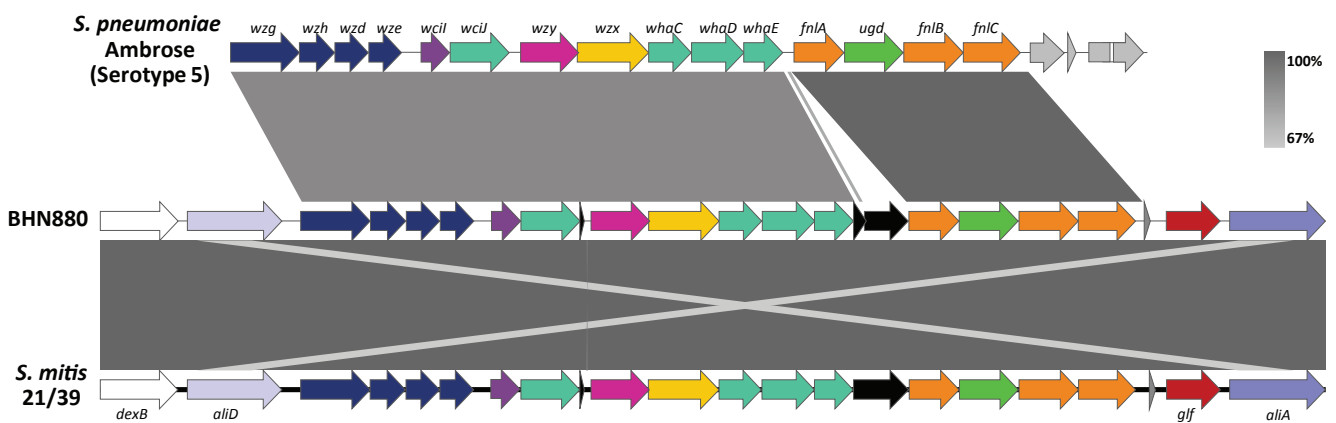 S. pneumoniae
Ambrose
(Serotype 5)
wzg wzh wzd wze wciI wciJ wzy wzx whaC whaD whaE fnlA ugd fnlB fnlC
100%
67%
BHN880
S. mitis
21/39
dexB aliD glf aliA